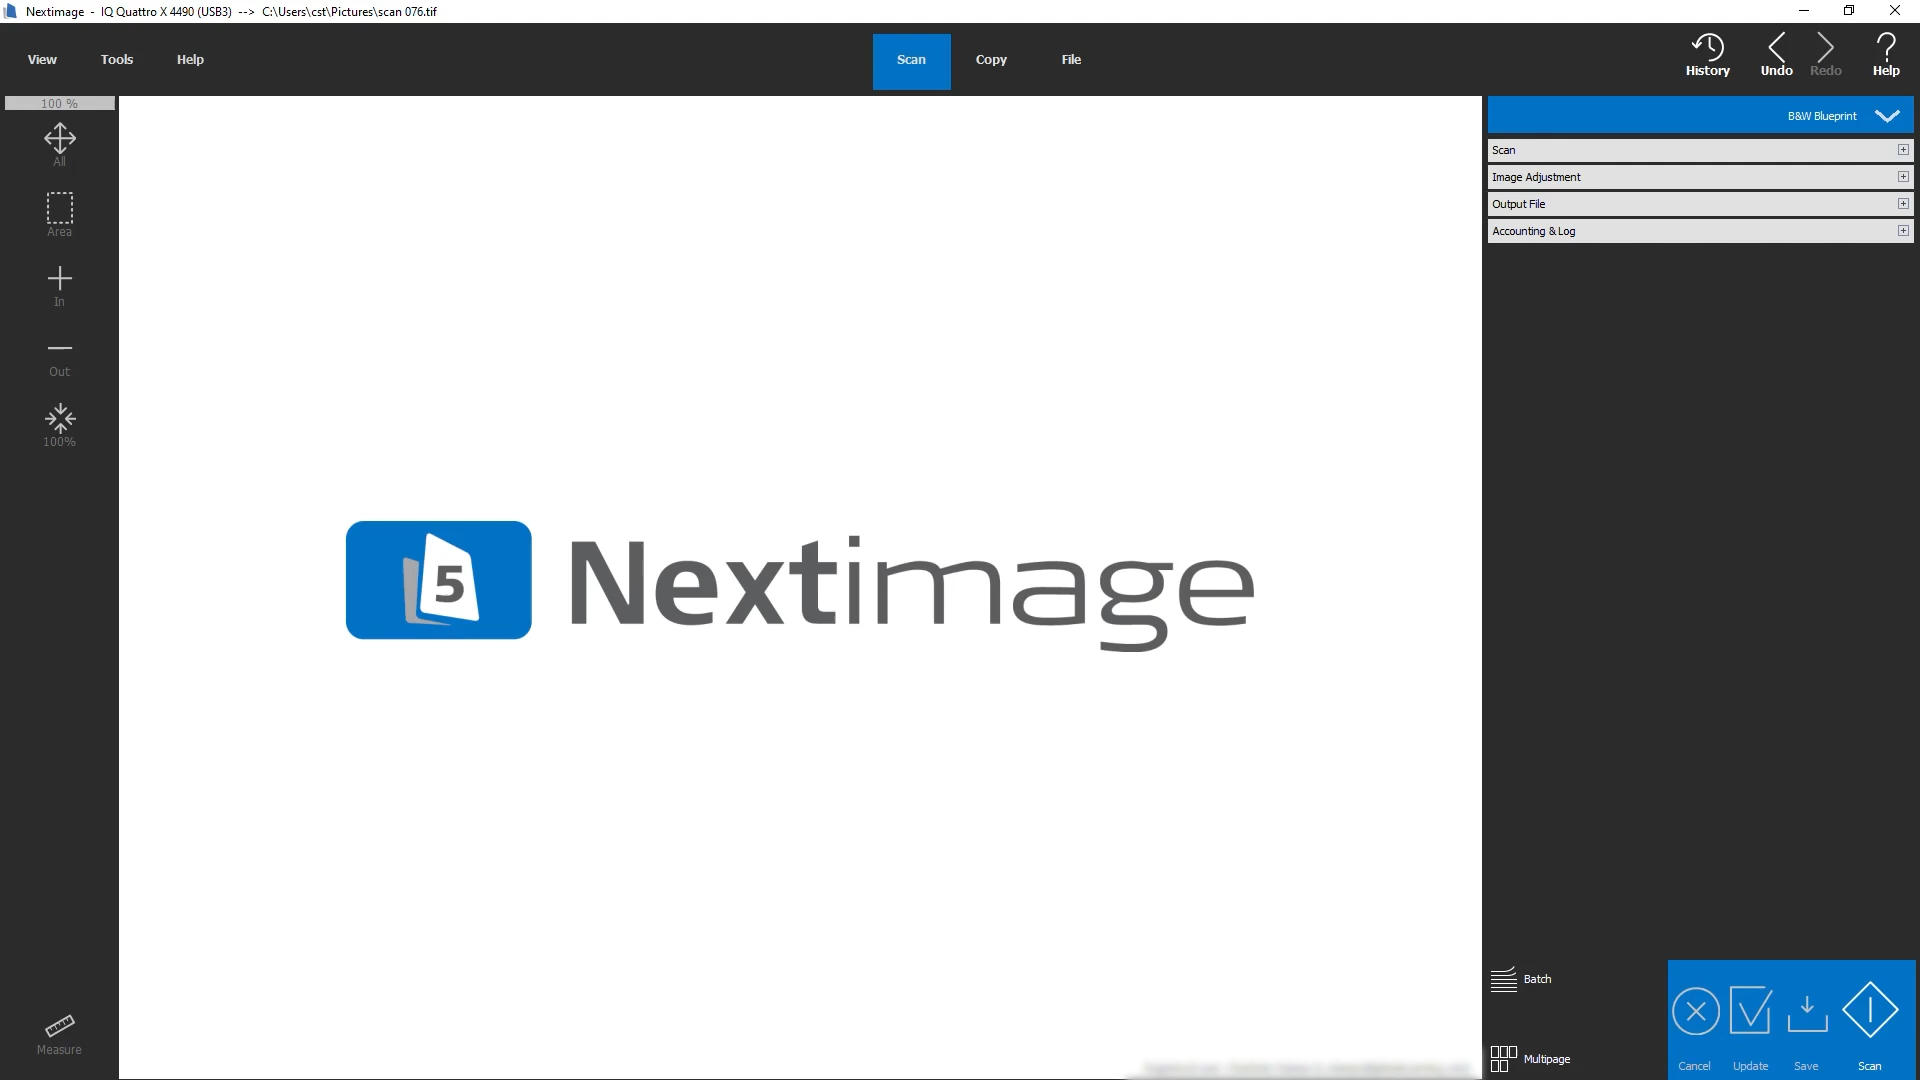 Nextimage - IQ Quattro X 4490 (USB3) --> C:\Users\cst\Pictures\scan 076.tif
View Tools Help Scan Copy File History Undo Redo Help
100 %
All
Area
In
Out
100%
Measure
5 Nextimage
B&W Blueprint
Scan
Image Adjustment
Output File
Accounting & Log
Batch
Multipage
Cancel Update Save Scan